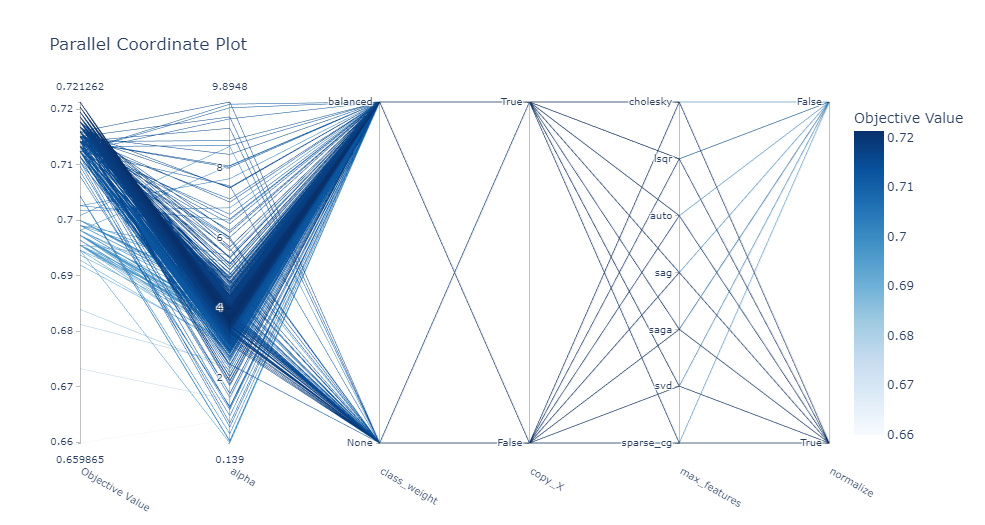 Parallel Coordinate Plot
0.721262
9.8948
0.72
0.71
0.7
0.69
0.68
0.67
0.66
0.659865
8
6
4
2
0.139
balanced
None
True
False
cholesky
lsqr
auto
sag
saga
svd
sparse_cg
False
True
Objective Value
alpha
class_weight
copy_X
max_features
normalize
Objective Value
0.72
0.71
0.7
0.69
0.68
0.67
0.66